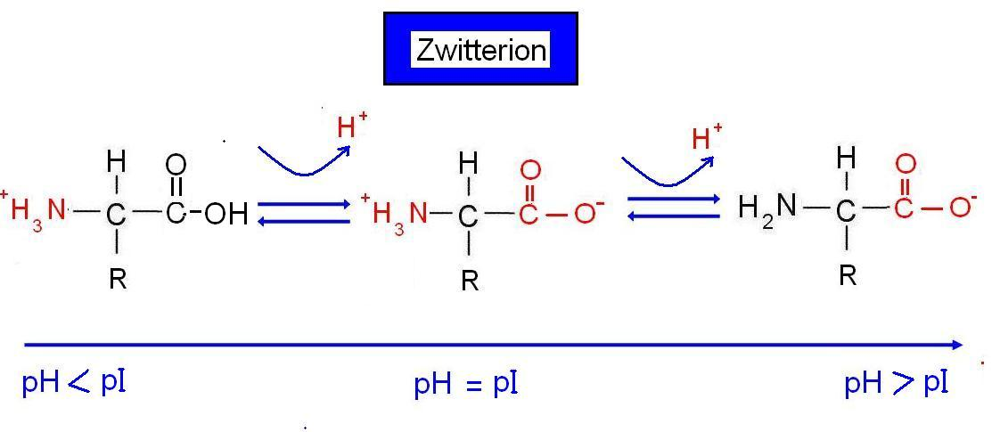 Zwitterion
H⁺ H⁺
H O H O H O
⁺H₃N C C OH ⁺H₃N C C O⁻ H₂N C C O⁻
R R R
pH < pI pH = pI pH > pI